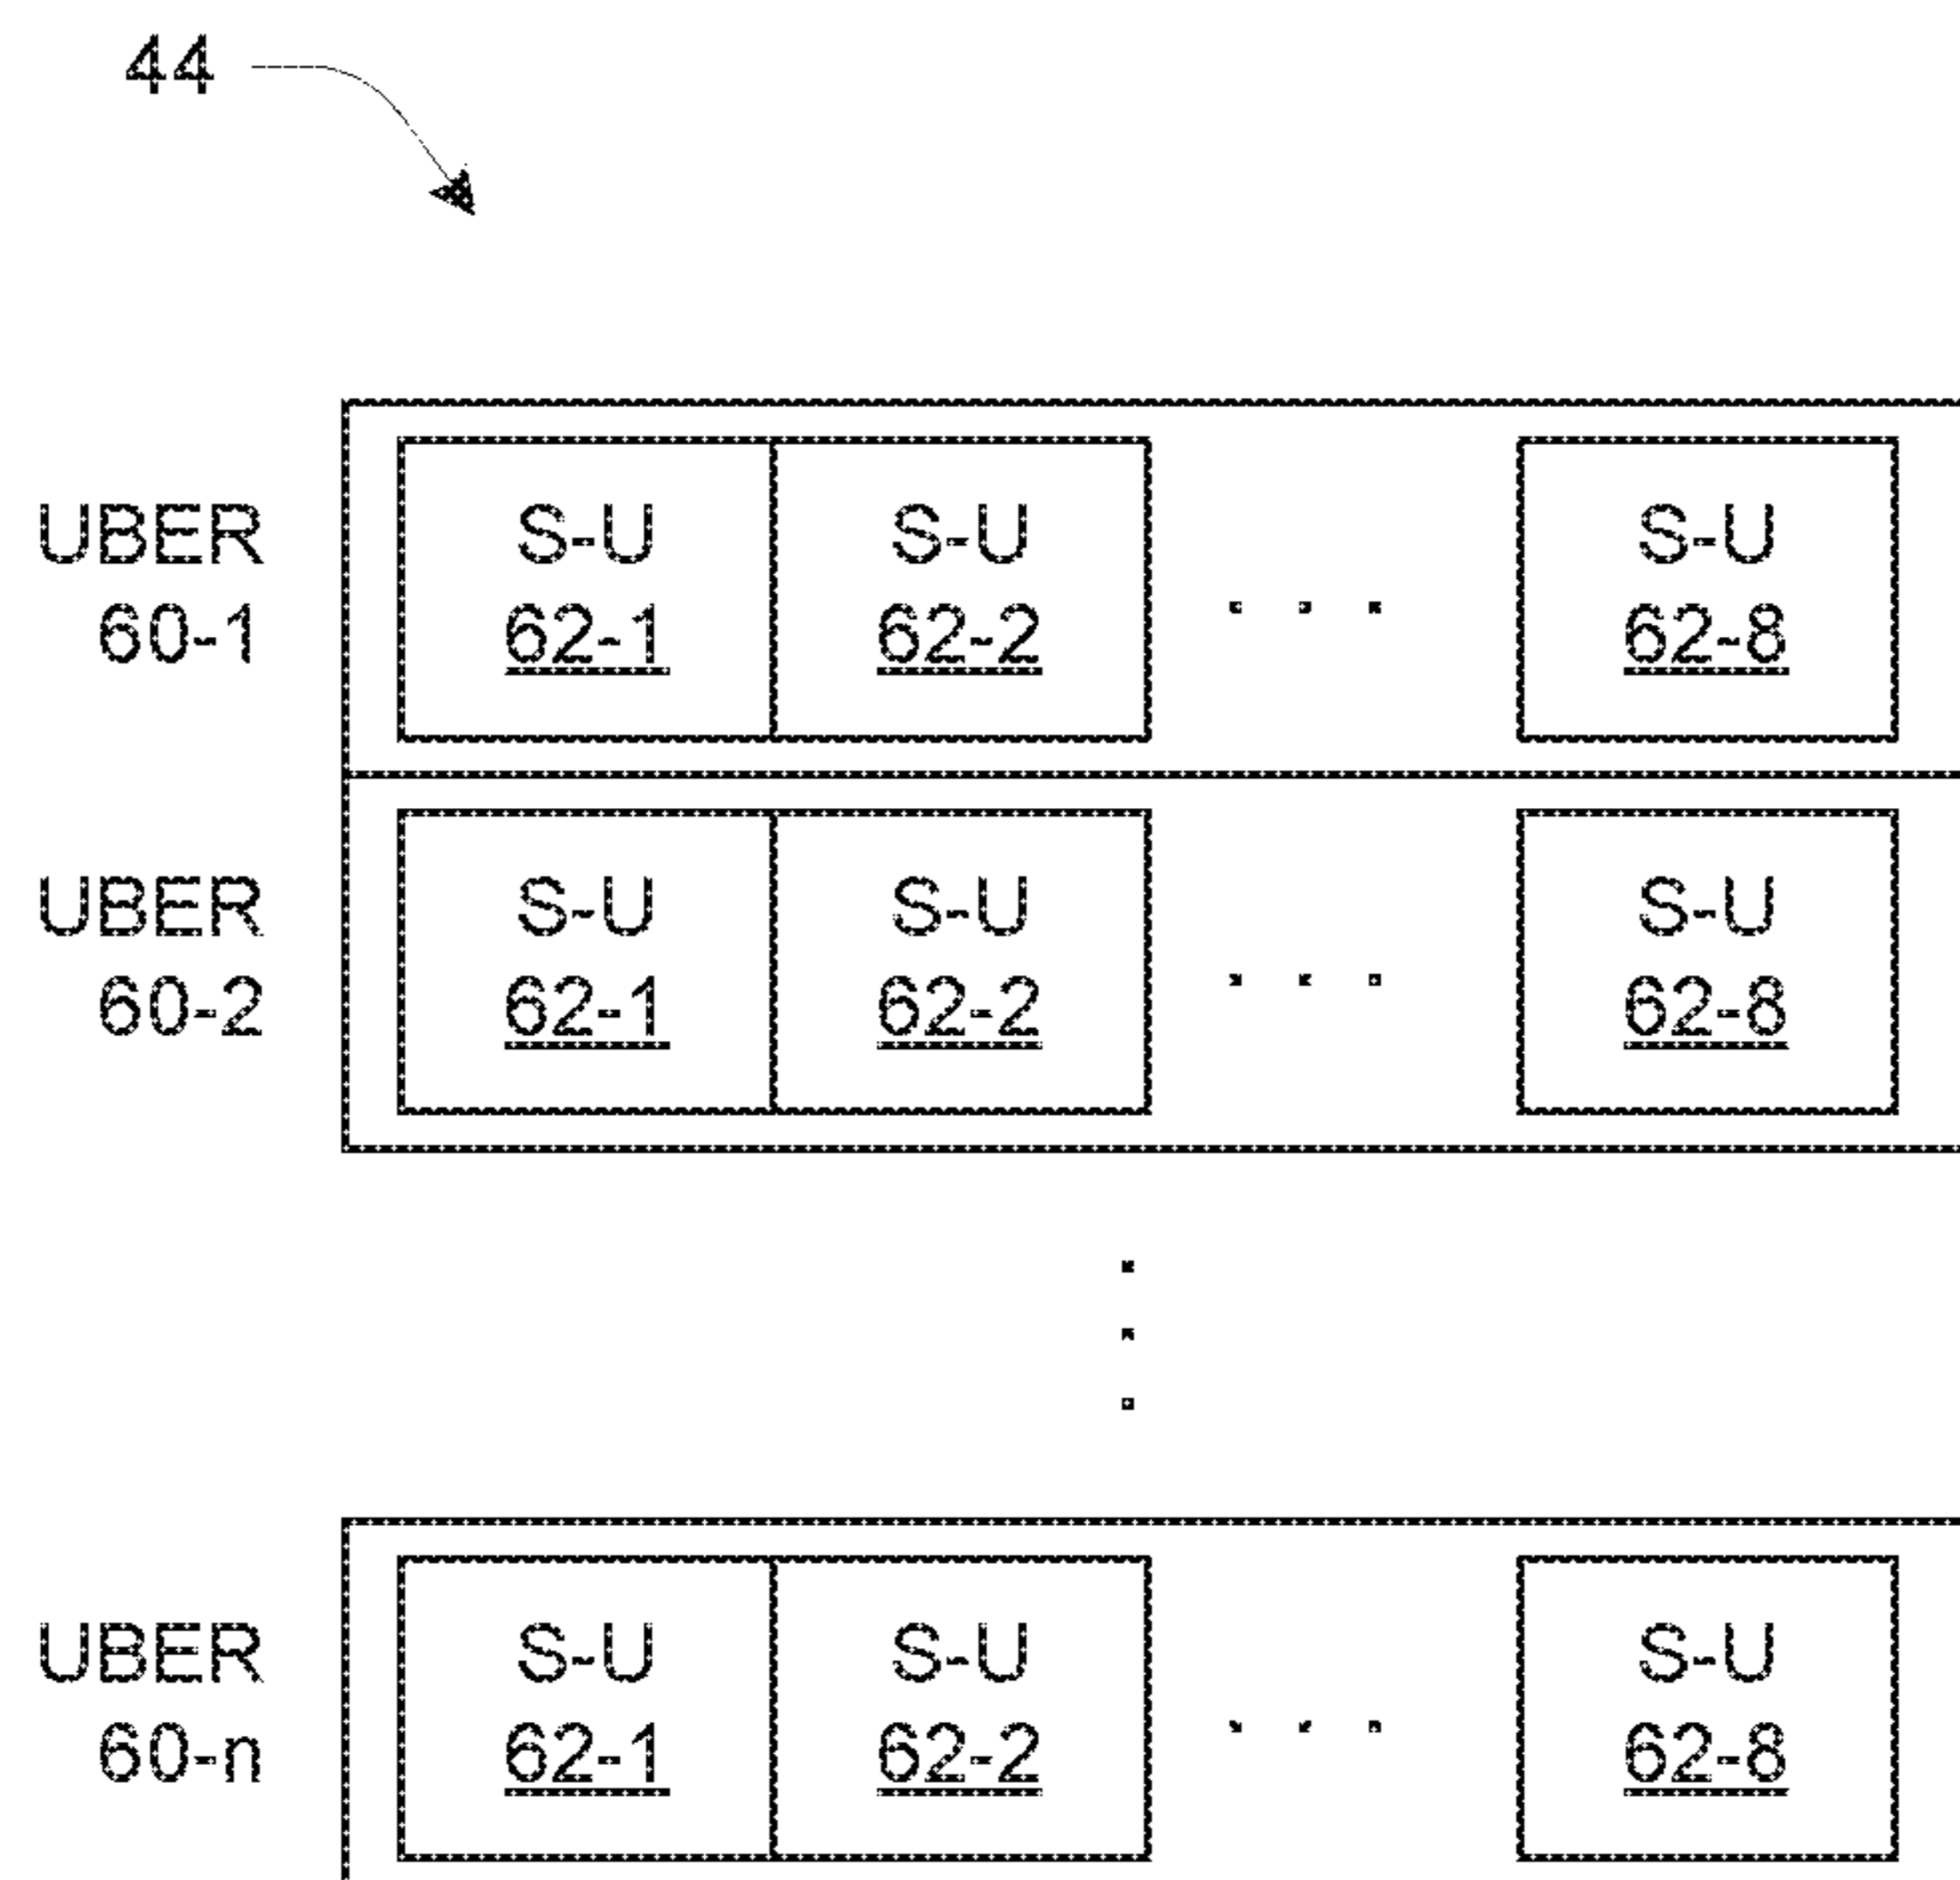 44
UBER
60-1
S-U
62-1
S-U
62-2
. . .
S-U
62-8
UBER
60-2
S-U
62-1
S-U
62-2
. . .
S-U
62-8
.
.
.
UBER
60-n
S-U
62-1
S-U
62-2
. . .
S-U
62-8